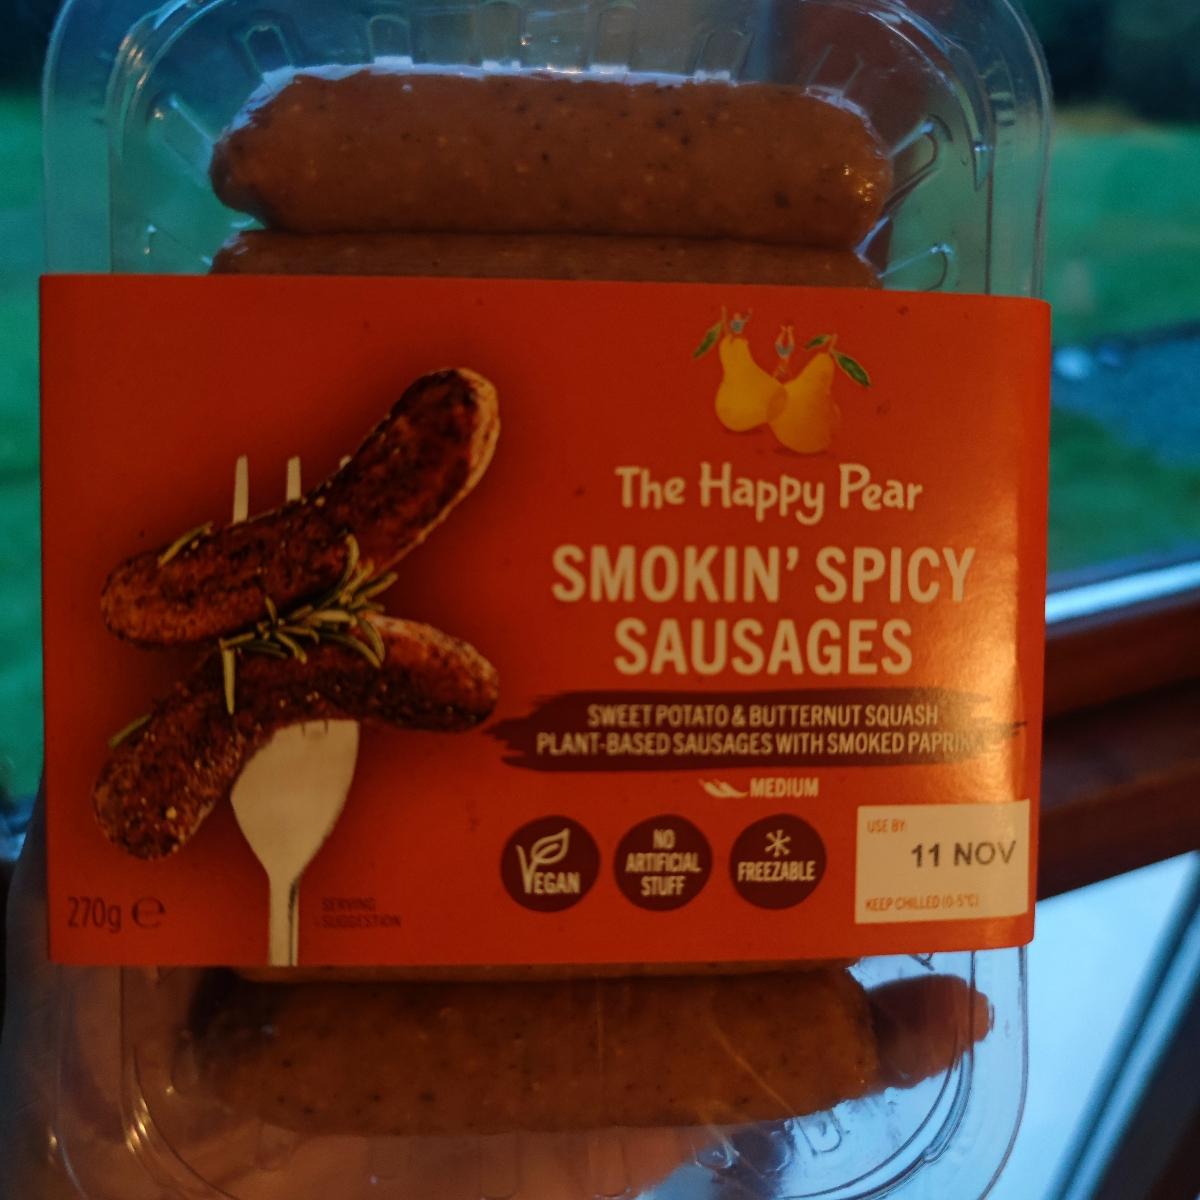 The Happy Pear
SMOKIN' SPICY
SAUSAGES
SWEET POTATO & BUTTERNUT SQUASH
PLANT-BASED SAUSAGES WITH SMOKED PAPRIKA
MEDIUM
VEGAN
NO
ARTIFICIAL
STUFF
FREEZABLE
USE BY:
11 NOV
KEEP CHILLED (0-5°C)
270g ℮
SERVING
SUGGESTION